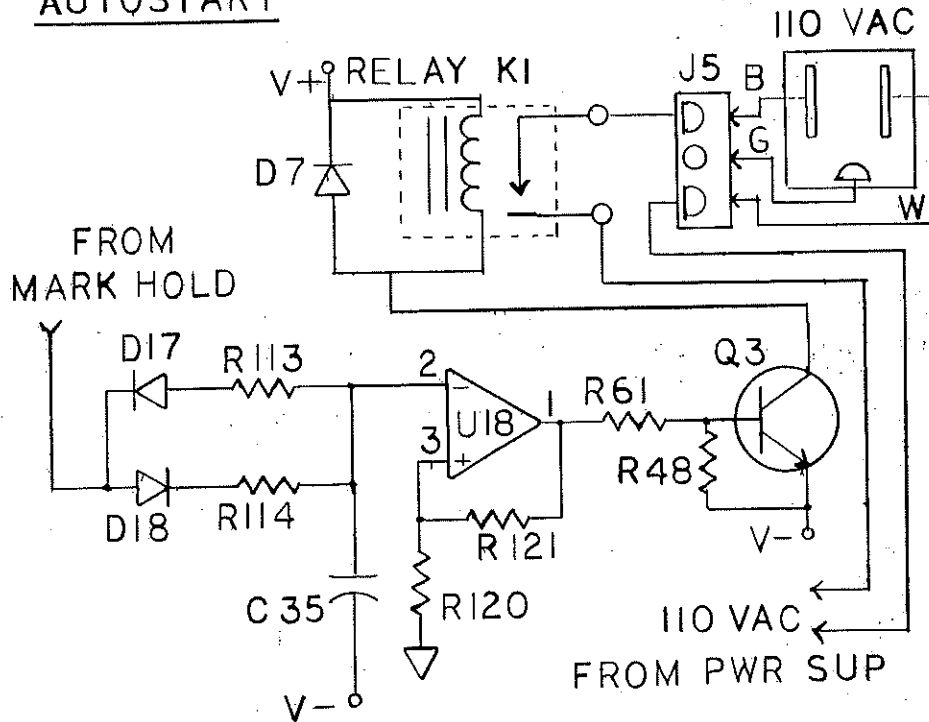 AUTOSTART
110 VAC
V+ RELAY K1
J5
B
D7
G
W
FROM
MARK HOLD
D17
R113
Q3
2
−
R61
1
U18
3
+
R48
D18
R114
R121
V-
C35
R120
110 VAC
FROM PWR SUP
V-